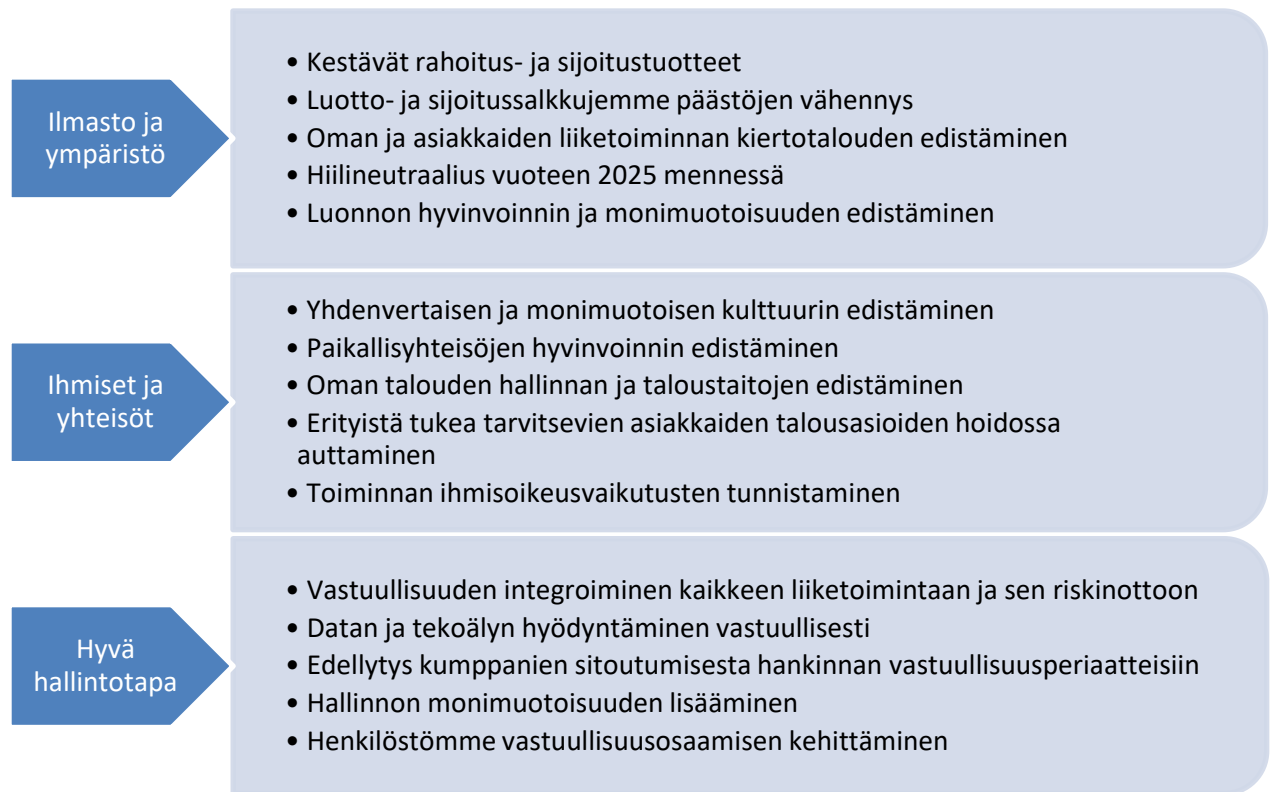 Ilmasto ja
ympäristö
• Kestävät rahoitus- ja sijoitustuotteet
• Luotto- ja sijoitussalkkujemme päästöjen vähennys
• Oman ja asiakkaiden liiketoiminnan kiertotalouden edistäminen
• Hiilineutraalius vuoteen 2025 mennessä
• Luonnon hyvinvoinnin ja monimuotoisuuden edistäminen
Ihmiset ja
yhteisöt
• Yhdenvertaisen ja monimuotoisen kulttuurin edistäminen
• Paikallisyhteisöjen hyvinvoinnin edistäminen
• Oman talouden hallinnan ja taloustaitojen edistäminen
• Erityistä tukea tarvitsevien asiakkaiden talousasioiden hoidossa
auttaminen
• Toiminnan ihmisoikeusvaikutusten tunnistaminen
Hyvä
hallintotapa
• Vastuullisuuden integroiminen kaikkeen liiketoimintaan ja sen riskinottoon
• Datan ja tekoälyn hyödyntäminen vastuullisesti
• Edellytys kumppanien sitoutumisesta hankinnan vastuullisuusperiaatteisiin
• Hallinnon monimuotoisuuden lisääminen
• Henkilöstömme vastuullisuusosaamisen kehittäminen